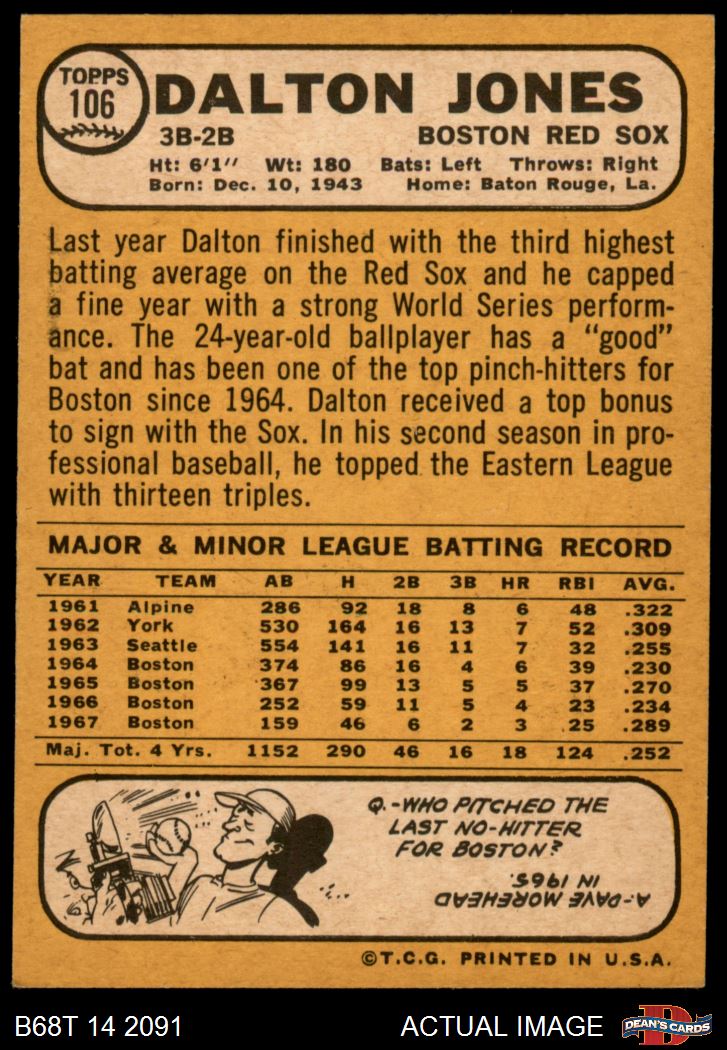 TOPPS
106
DALTON JONES
3B-2B BOSTON RED SOX
Ht: 6'1" Wt: 180 Bats: Left Throws: Right
Born: Dec. 10, 1943 Home: Baton Rouge, La.
Last year Dalton finished with the third highest
batting average on the Red Sox and he capped
a fine year with a strong World Series perform-
ance. The 24-year-old ballplayer has a “good”
bat and has been one of the top pinch-hitters for
Boston since 1964. Dalton received a top bonus
to sign with the Sox. In his second season in pro-
fessional baseball, he topped the Eastern League
with thirteen triples.
MAJOR & MINOR LEAGUE BATTING RECORD
YEAR TEAM AB H 2B 3B HR RBI AVG.
1961 Alpine 286 92 18 8 6 48 .322
1962 York 530 164 16 13 7 52 .309
1963 Seattle 554 141 16 11 7 32 .255
1964 Boston 374 86 16 4 6 39 .230
1965 Boston 367 99 13 5 5 37 .270
1966 Boston 252 59 11 5 4 23 .234
1967 Boston 159 46 6 2 3 25 .289
Maj. Tot. 4 Yrs. 1152 290 46 16 18 124 .252
Q.-WHO PITCHED THE
LAST NO-HITTER
FOR BOSTON?
A-DAVE MOREHEAD
IN 1965.
©T.C.G. PRINTED IN U.S.A.
B68T 14 2091 ACTUAL IMAGE
D
DEAN'S CARDS